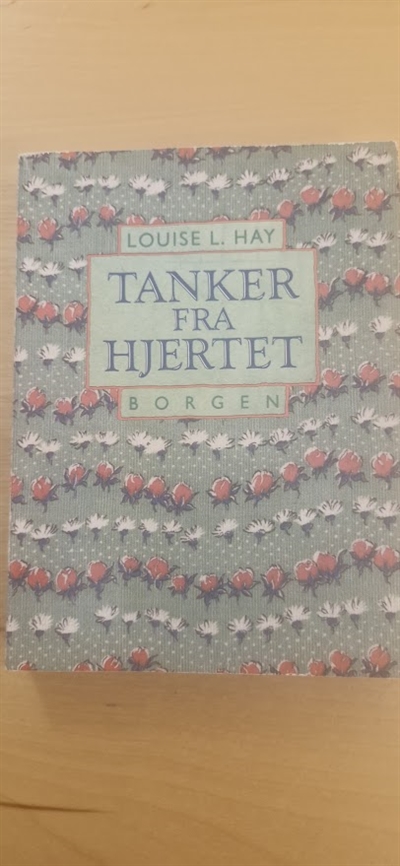 LOUISE L. HAY
TANKER
FRA
HJERTET
BORGEN